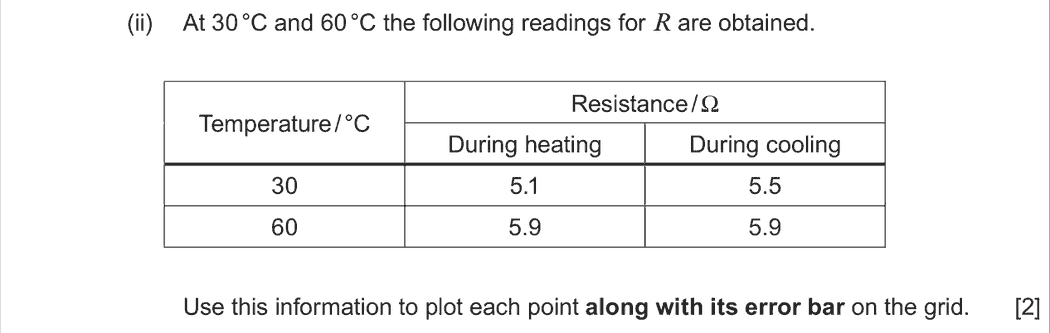 (ii) At 30 °C and 60 °C the following readings for R are obtained.
Temperature / °C
Resistance / Ω
During heating During cooling
30 5.1 5.5
60 5.9 5.9
Use this information to plot each point along with its error bar on the grid. [2]